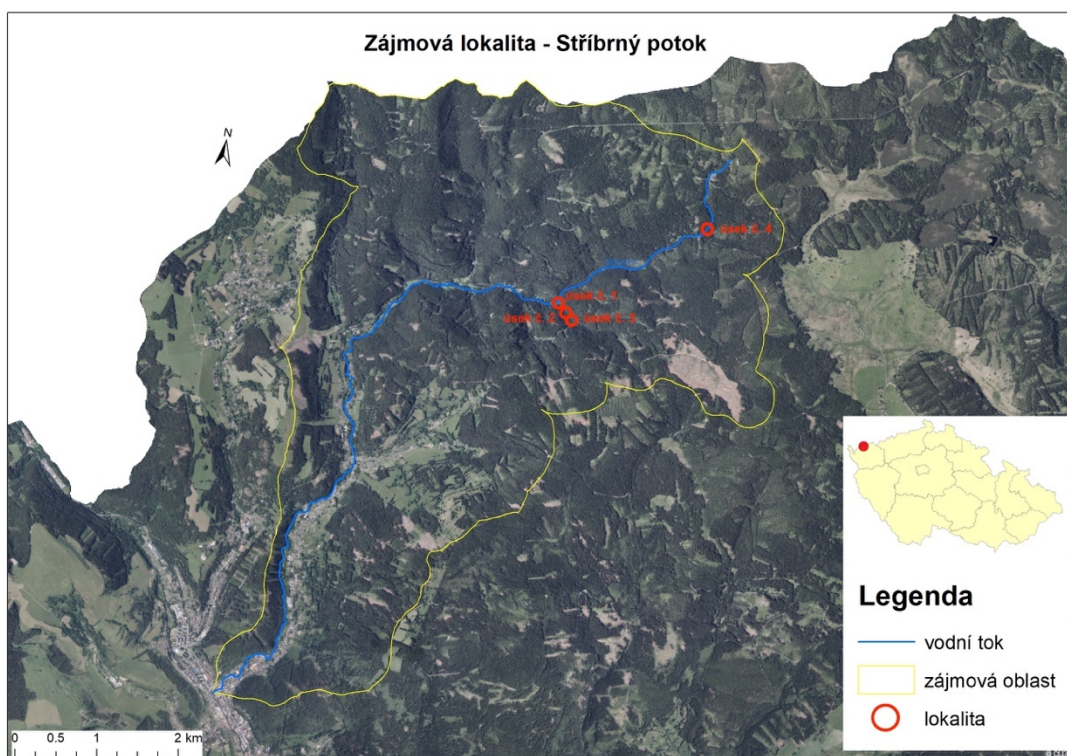 Zájmová lokalita - Stříbrný potok
N
úsek č. 4
úsek č. 1
úsek č. 2 úsek č. 3
Legenda
vodní tok
zájmová oblast
lokalita
0 0.5 1 2 km